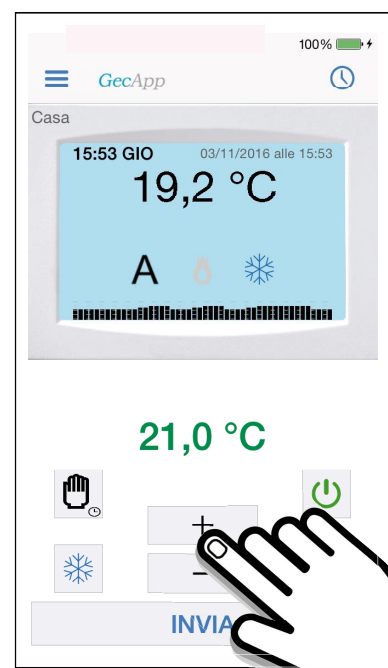 100%
GecApp
Casa
15:53 GIO 03/11/2016 alle 15:53
19,2 °C
A
21,0 °C
+
-
INVIA